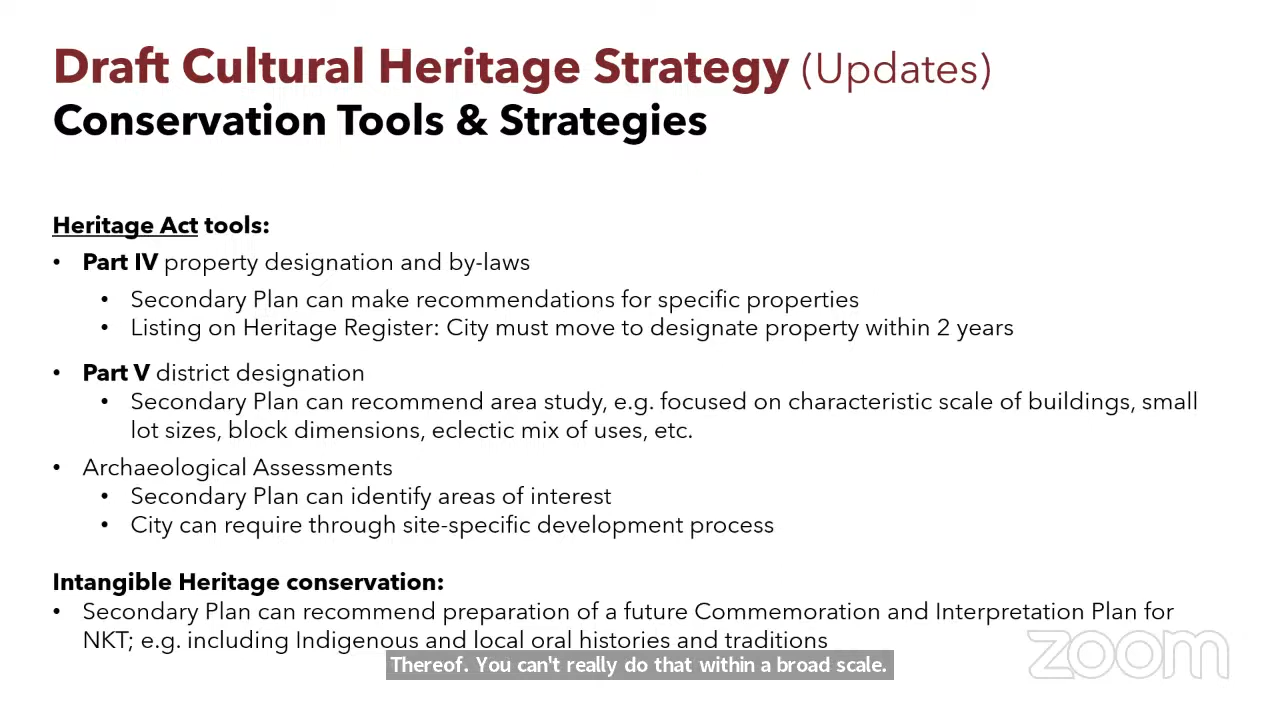 Draft Cultural Heritage Strategy (Updates)
Conservation Tools & Strategies
Heritage Act tools:
• Part IV property designation and by-laws
• Secondary Plan can make recommendations for specific properties
• Listing on Heritage Register: City must move to designate property within 2 years
• Part V district designation
• Secondary Plan can recommend area study, e.g. focused on characteristic scale of buildings, small
lot sizes, block dimensions, eclectic mix of uses, etc.
• Archaeological Assessments
• Secondary Plan can identify areas of interest
• City can require through site-specific development process
Intangible Heritage conservation:
• Secondary Plan can recommend preparation of a future Commemoration and Interpretation Plan for
NKT; e.g. including Indigenous and local oral histories and traditions
zoom
Thereof. You can't really do that within a broad scale.